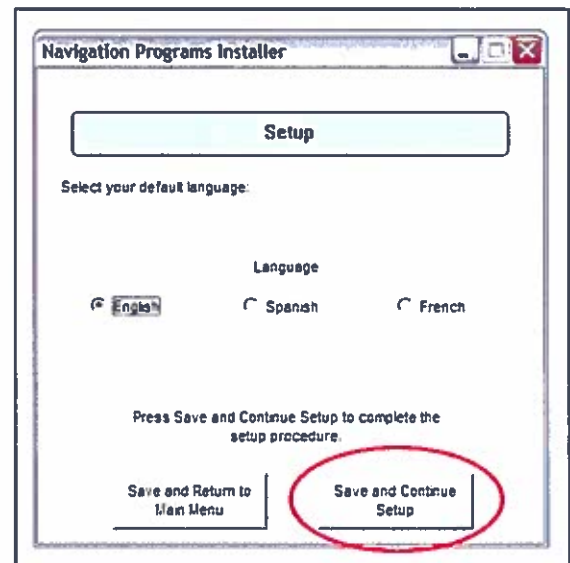 Navigation Programs Installer
Setup
Select your default language:
Language
English Spanish French
Press Save and Continue Setup to complete the
setup procedure.
Save and Return to
Main Menu
Save and Continue
Setup